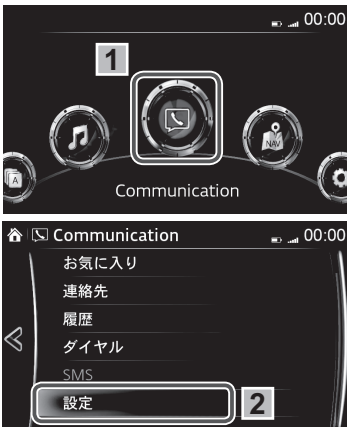 00:00
1
A
NAV
Communication
Communication 00:00
お気に入り
連絡先
履歴
ダイヤル
SMS
設定
2